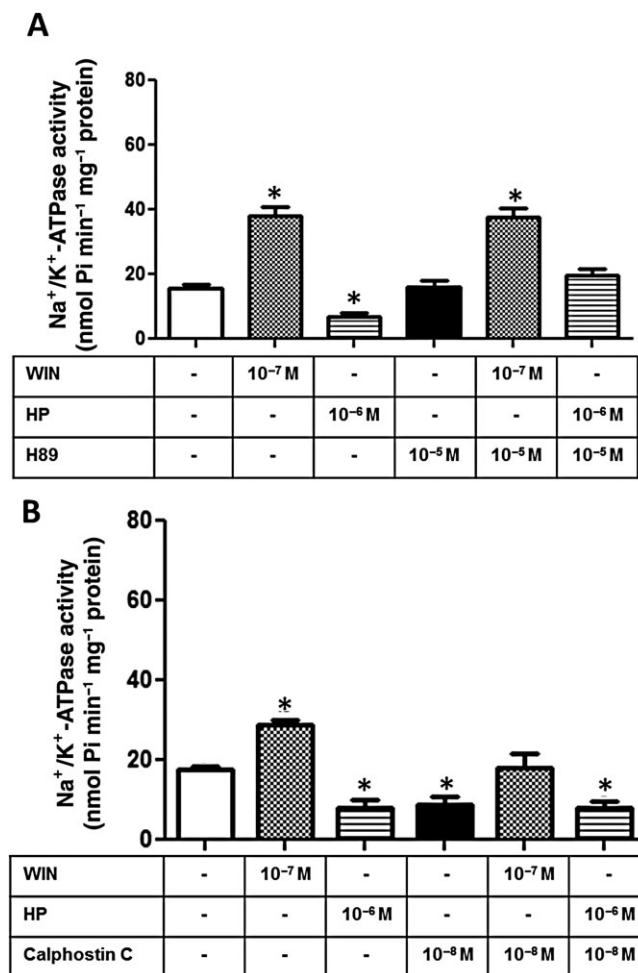 A
Na⁺/K⁺-ATPase activity
(nmol Pi min⁻¹ mg⁻¹ protein)
80
60
40
20
0
* * *
WIN - 10⁻⁷ M - - 10⁻⁷ M -
HP - - 10⁻⁶ M - - 10⁻⁶ M
H89 - - - 10⁻⁵ M 10⁻⁵ M 10⁻⁵ M
B
Na⁺/K⁺-ATPase activity
(nmol Pi min⁻¹ mg⁻¹ protein)
80
60
40
20
0
* * * *
WIN - 10⁻⁷ M - - 10⁻⁷ M -
HP - - 10⁻⁶ M - - 10⁻⁶ M
Calphostin C - - - 10⁻⁸ M 10⁻⁸ M 10⁻⁸ M